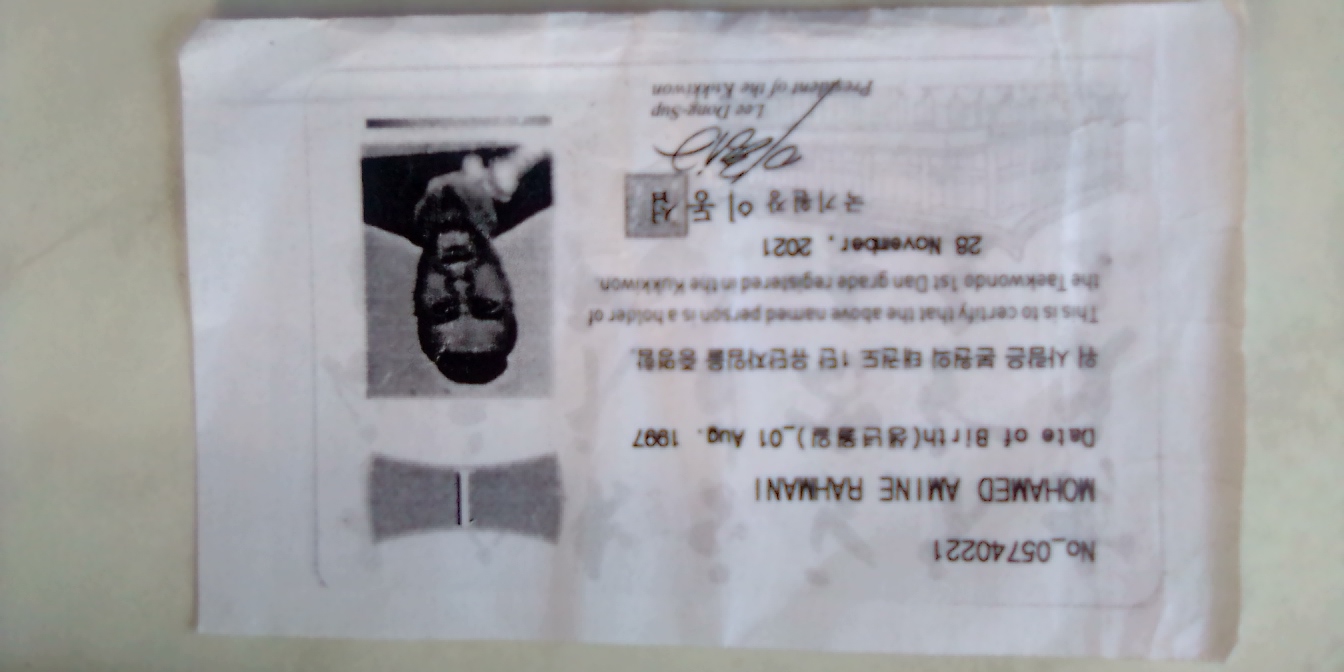 No_05740221
1
MOHAMED AMINE RAHMANI
Date of Birth(생년월일)_01 Aug. 1997
위 사람은 본원의 태권도 1단 유단자임을 증명함.
This is to certify that the above named person is a holder of
the Taekwondo 1st Dan grade registered in the Kukkiwon.
28 November, 2021
국기원장 이동섭
Lee Dong-Sup
President of the Kukkiwon